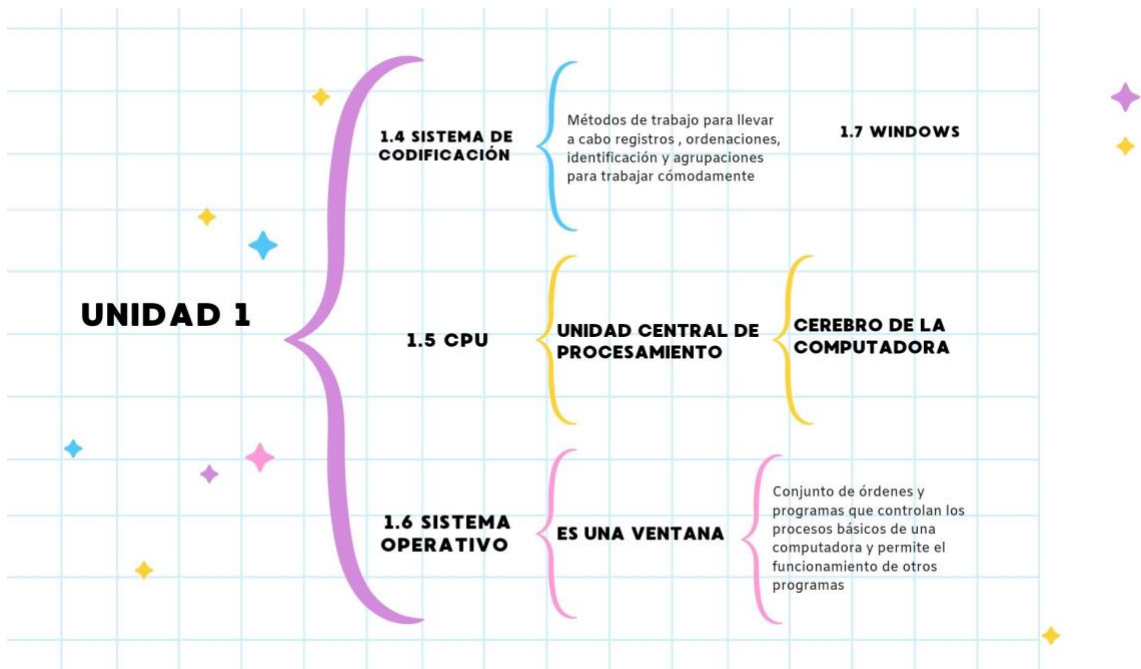 UNIDAD 1
1.4 SISTEMA DE
CODIFICACIÓN
Métodos de trabajo para llevar
a cabo registros , ordenaciones,
identificación y agrupaciones
para trabajar cómodamente
1.7 WINDOWS
1.5 CPU
UNIDAD CENTRAL DE
PROCESAMIENTO
CEREBRO DE LA
COMPUTADORA
1.6 SISTEMA
OPERATIVO
ES UNA VENTANA
Conjunto de órdenes y
programas que controlan los
procesos básicos de una
computadora y permite el
funcionamiento de otros
programas